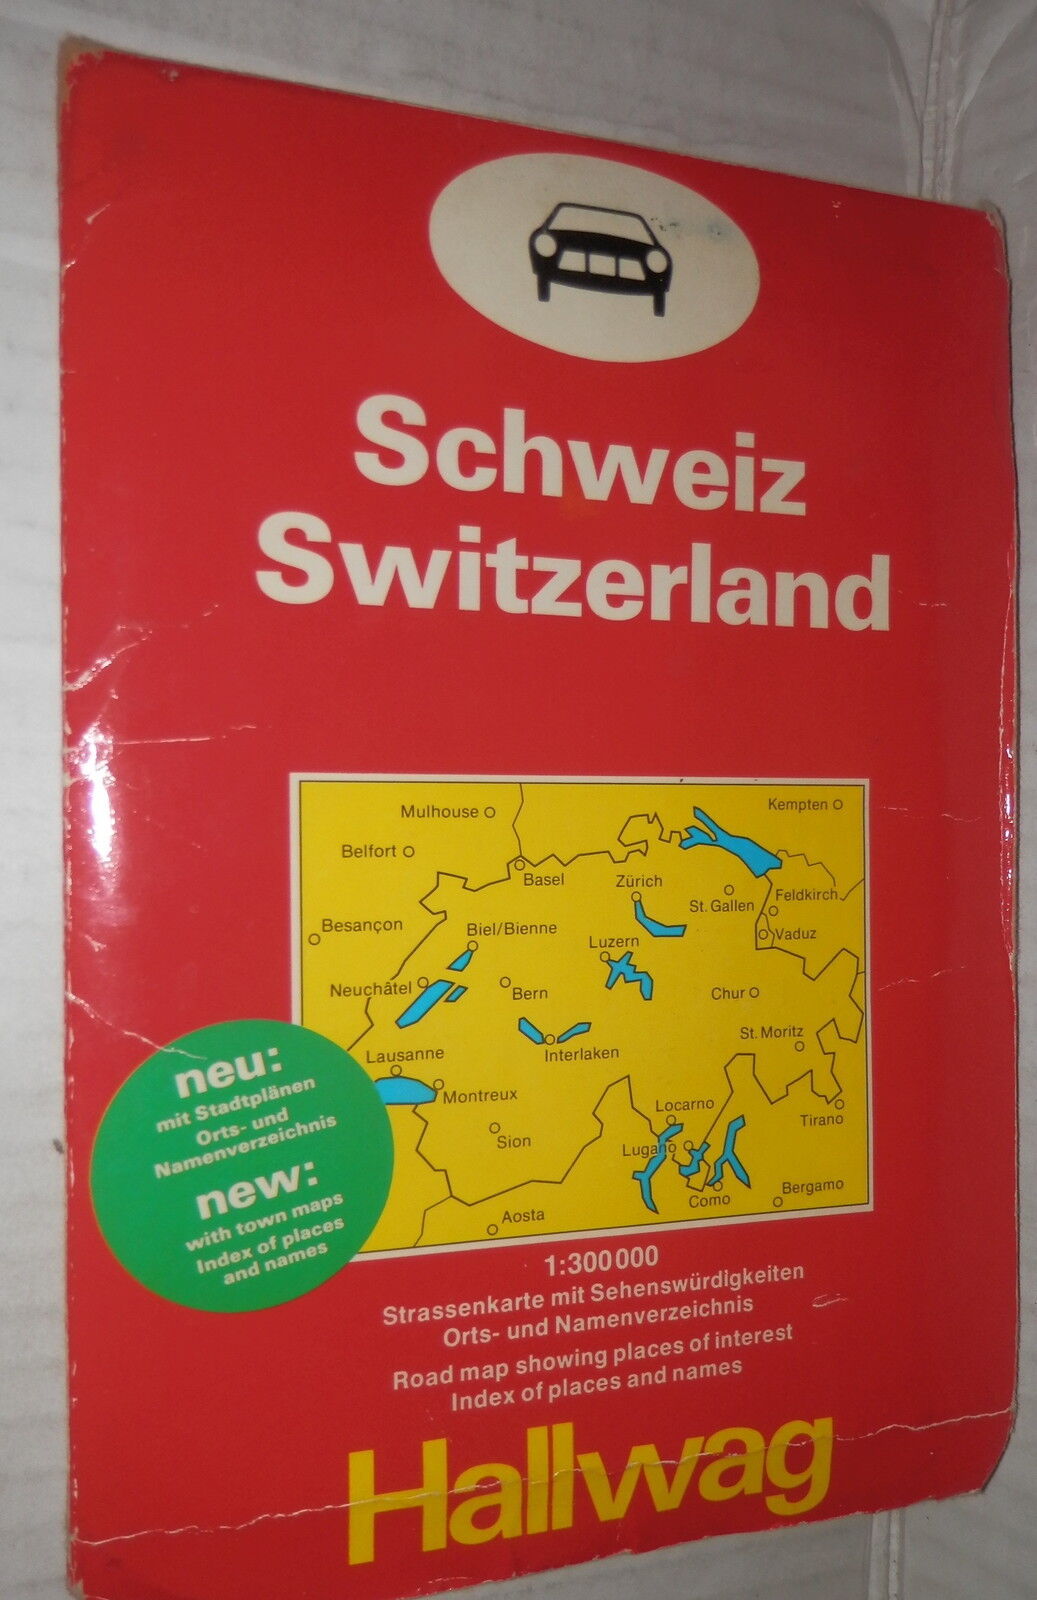 Schweiz
Switzerland
Mulhouse
Kempten
Belfort
Basel
Zürich
St. Gallen
Feldkirch
Besançon
Biel/Bienne
Luzern
Vaduz
Neuchâtel
Bern
Chur
St. Moritz
Lausanne
Interlaken
Montreux
Locarno
Tirano
Sion
Lugano
Como
Bergamo
Aosta
neu:
mit Stadtplänen
Orts- und
Namenverzeichnis
new:
with town maps
Index of places
and names
1:300 000
Strassenkarte mit Sehenswürdigkeiten
Orts- und Namenverzeichnis
Road map showing places of interest
Index of places and names
Hallwag